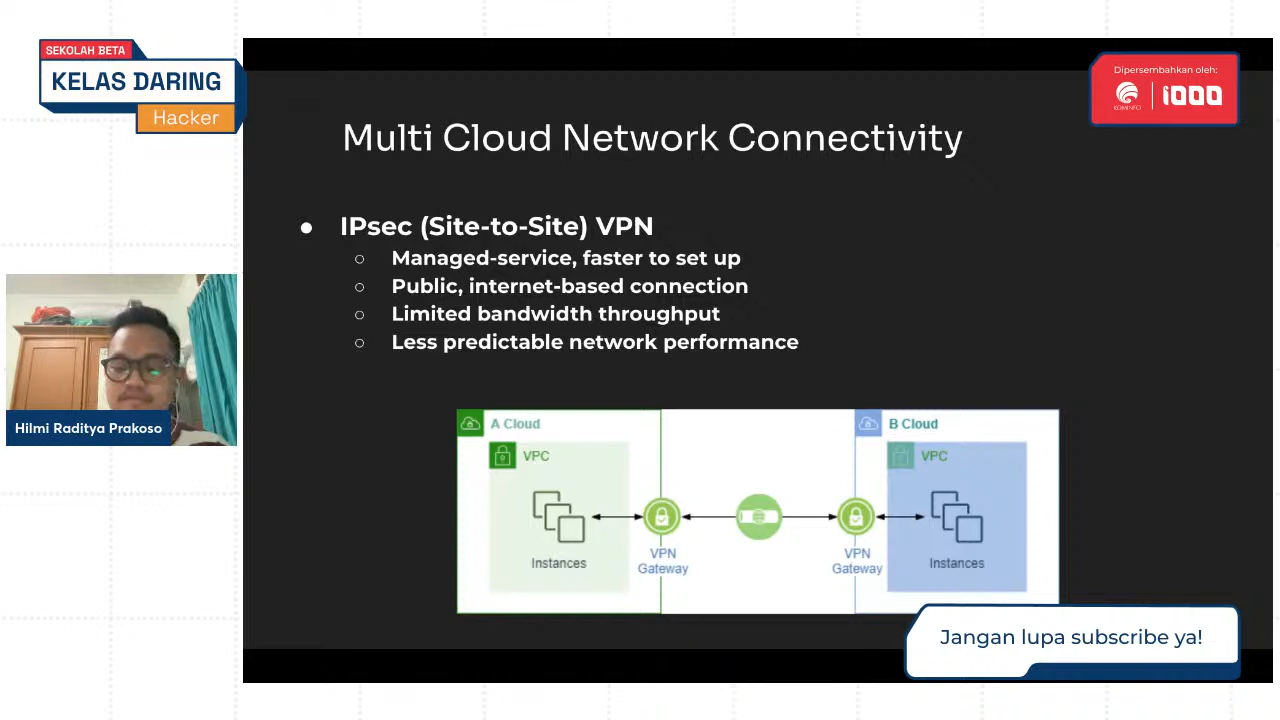 SEKOLAH BETA
KELAS DARING
Hacker
Dipersembahkan oleh:
KOMINFO
1000
Multi Cloud Network Connectivity
● IPsec (Site-to-Site) VPN
○ Managed-service, faster to set up
○ Public, internet-based connection
○ Limited bandwidth throughput
○ Less predictable network performance
Hilmi Raditya Prakoso
A Cloud
VPC
Instances
VPN
Gateway
B Cloud
VPC
Instances
VPN
Gateway
Jangan lupa subscribe ya!